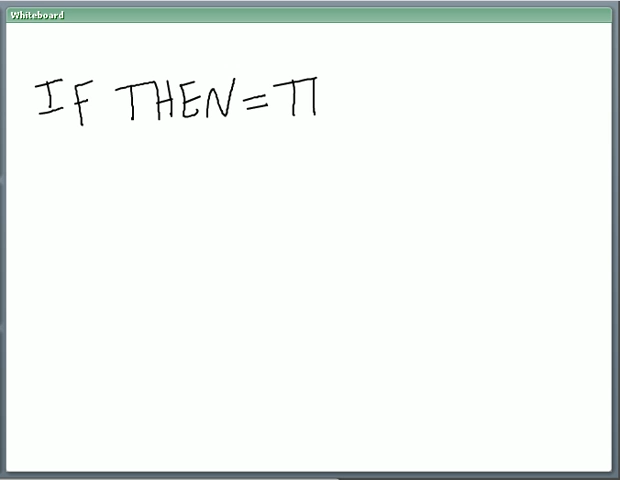 Whiteboard
IF THEN = π